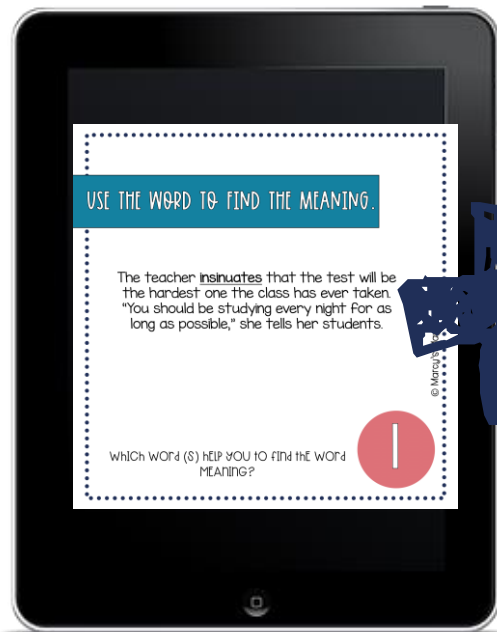 USE THE WORD TO FIND THE MEANING.
The teacher insinuates that the test will be
the hardest one the class has ever taken.
"You should be studying every night for as
long as possible," she tells her students.
© Marcy's
WHICH WORD (S) HELP YOU TO FIND THE WORD
MEANING?
1